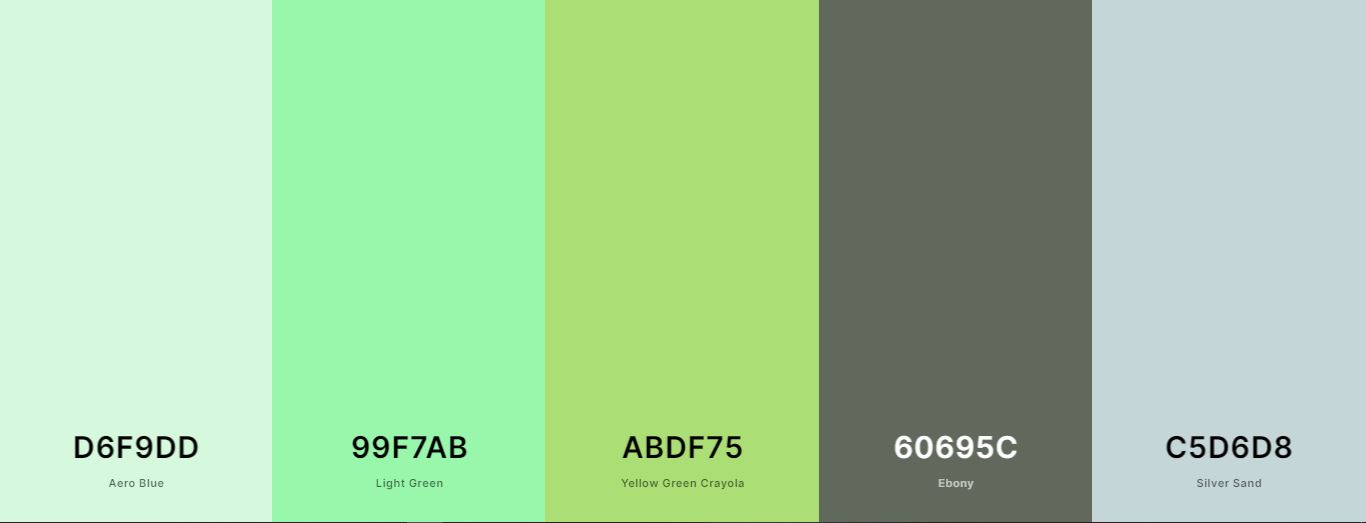 D6F9DD
Aero Blue
99F7AB
Light Green
ABDF75
Yellow Green Crayola
60695C
Ebony
C5D6D8
Silver Sand